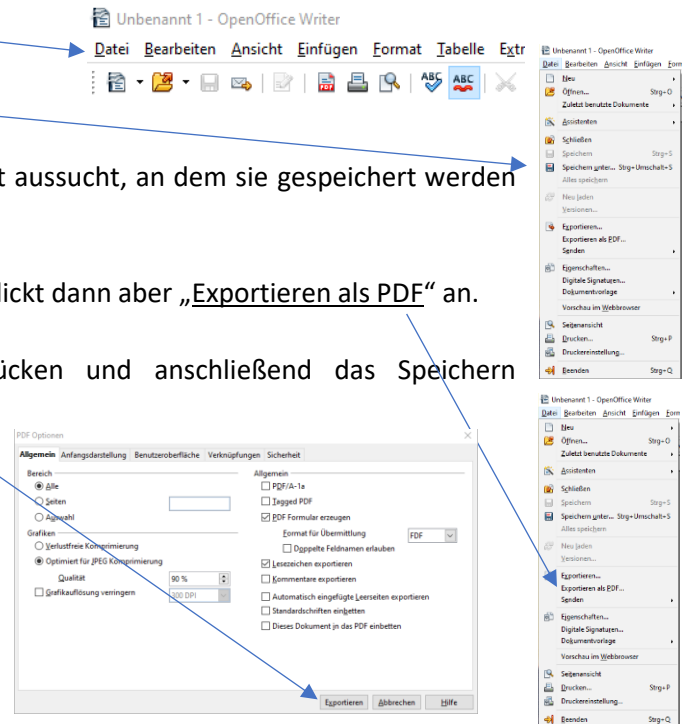 Unbenannt 1 - OpenOffice Writer
Datei Bearbeiten Ansicht Einfügen Format Tabelle Extr
t aussucht, an dem sie gespeichert werden
lickt dann aber „Exportieren als PDF“ an.
ücken und anschließend das Speichern
Unbenannt 1 - OpenOffice Writer
Datei Bearbeiten Ansicht Einfügen Form
Neu
Öffnen... Strg+O
Zuletzt benutzte Dokumente
Assistenten
Schließen
Speichern Strg+S
Speichern unter... Strg+Umschalt+S
Alles speichern
Neu laden
Versionen...
Exportieren...
Exportieren als PDF...
Senden
Eigenschaften...
Digitale Signaturen...
Dokumentvorlage
Vorschau im Webbrowser
Seitenansicht
Drucken... Strg+P
Druckereinstellung...
Beenden Strg+Q
PDF Optionen
Allgemein Anfangsdarstellung Benutzeroberfläche Verknüpfungen Sicherheit
Bereich
Alle
Seiten
Auswahl
Grafiken
Verlustfreie Komprimierung
Optimiert für JPEG Komprimierung
Qualität 90 %
Grafikauflösung verringern 300 DPI
Allgemein
PDF/A-1a
Tagged PDF
PDF Formular erzeugen
Format für Übermittlung FDF
Doppelte Feldnamen erlauben
Lesezeichen exportieren
Kommentare exportieren
Automatisch eingefügte Leerseiten exportieren
Standardschriften einbetten
Dieses Dokument in das PDF einbetten
Exportieren Abbrechen Hilfe
Unbenannt 1 - OpenOffice Writer
Datei Bearbeiten Ansicht Einfügen Form
Neu
Öffnen... Strg+O
Zuletzt benutzte Dokumente
Assistenten
Schließen
Speichern Strg+S
Speichern unter... Strg+Umschalt+S
Alles speichern
Neu laden
Versionen...
Exportieren...
Exportieren als PDF...
Senden
Eigenschaften...
Digitale Signaturen...
Dokumentvorlage
Vorschau im Webbrowser
Seitenansicht
Drucken... Strg+P
Druckereinstellung...
Beenden Strg+Q